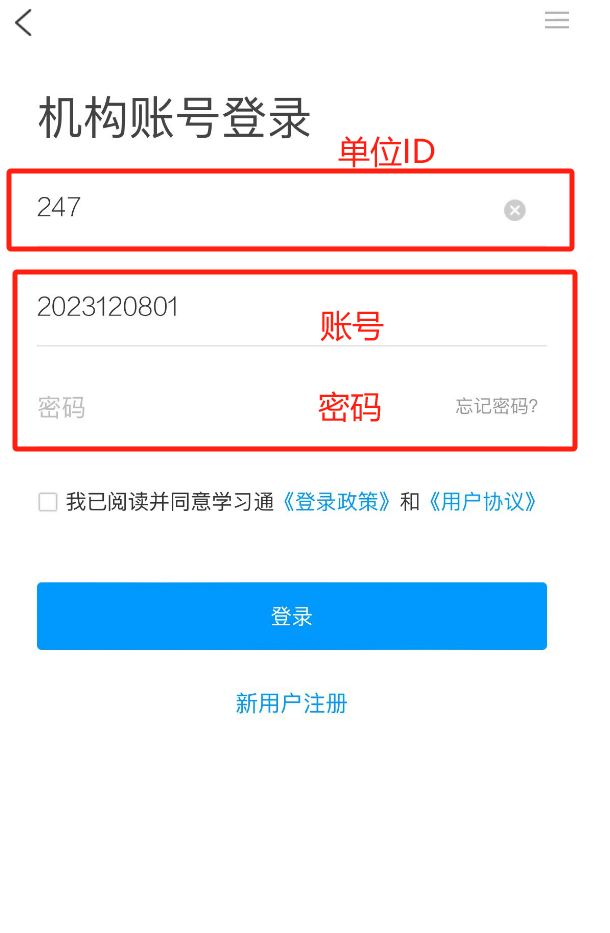 机构账号登录
单位ID
247
2023120801
账号
密码
密码
忘记密码?
我已阅读并同意学习通《登录政策》和《用户协议》
登录
新用户注册